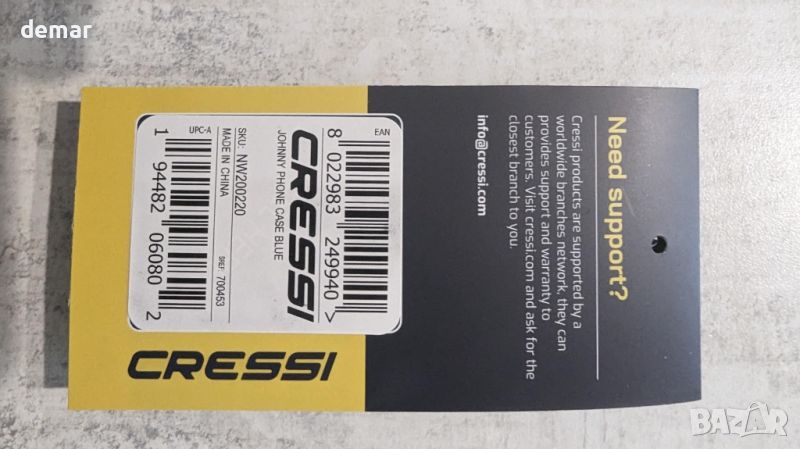 demar
Need support?
Cressi products are supported by a
worldwide branches network, they can
provides support and warranty to
customers. Visit cressi.com and ask for the
closest branch to you.
info@cressi.com
EAN
8 022983 249940 >
CRESSI
JOHNNY PHONE CASE BLUE
SKU: NW200220
MADE IN CHINA
SREF: 700453
UPC-A
1 94482 06080 2
CRESSI
BAZAR